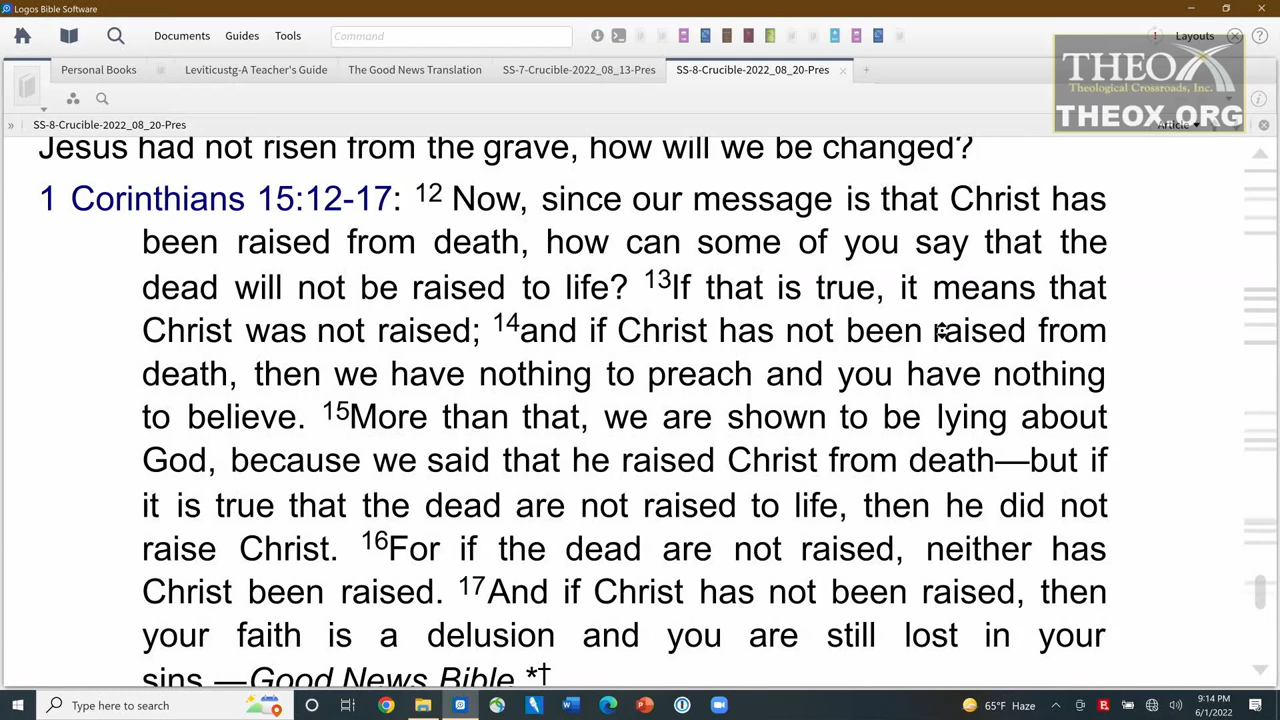 Logos Bible Software
Documents Guides Tools Command Layouts
Personal Books Leviticustg-A Teacher's Guide The Good News Translation SS-7-Crucible-2022_08_13-Pres SS-8-Crucible-2022_08_20-Pres
THEOX
Theological Crossroads, Inc.
THEOX.ORG
» SS-8-Crucible-2022_08_20-Pres Article
Jesus had not risen from the grave, how will we be changed?
1 Corinthians 15:12-17: 12 Now, since our message is that Christ has
been raised from death, how can some of you say that the
dead will not be raised to life? 13If that is true, it means that
Christ was not raised; 14and if Christ has not been raised from
death, then we have nothing to preach and you have nothing
to believe. 15More than that, we are shown to be lying about
God, because we said that he raised Christ from death—but if
it is true that the dead are not raised to life, then he did not
raise Christ. 16For if the dead are not raised, neither has
Christ been raised. 17And if Christ has not been raised, then
your faith is a delusion and you are still lost in your
sins.—Good News Bible.*†
Type here to search 65°F Haze 9:14 PM
6/1/2022